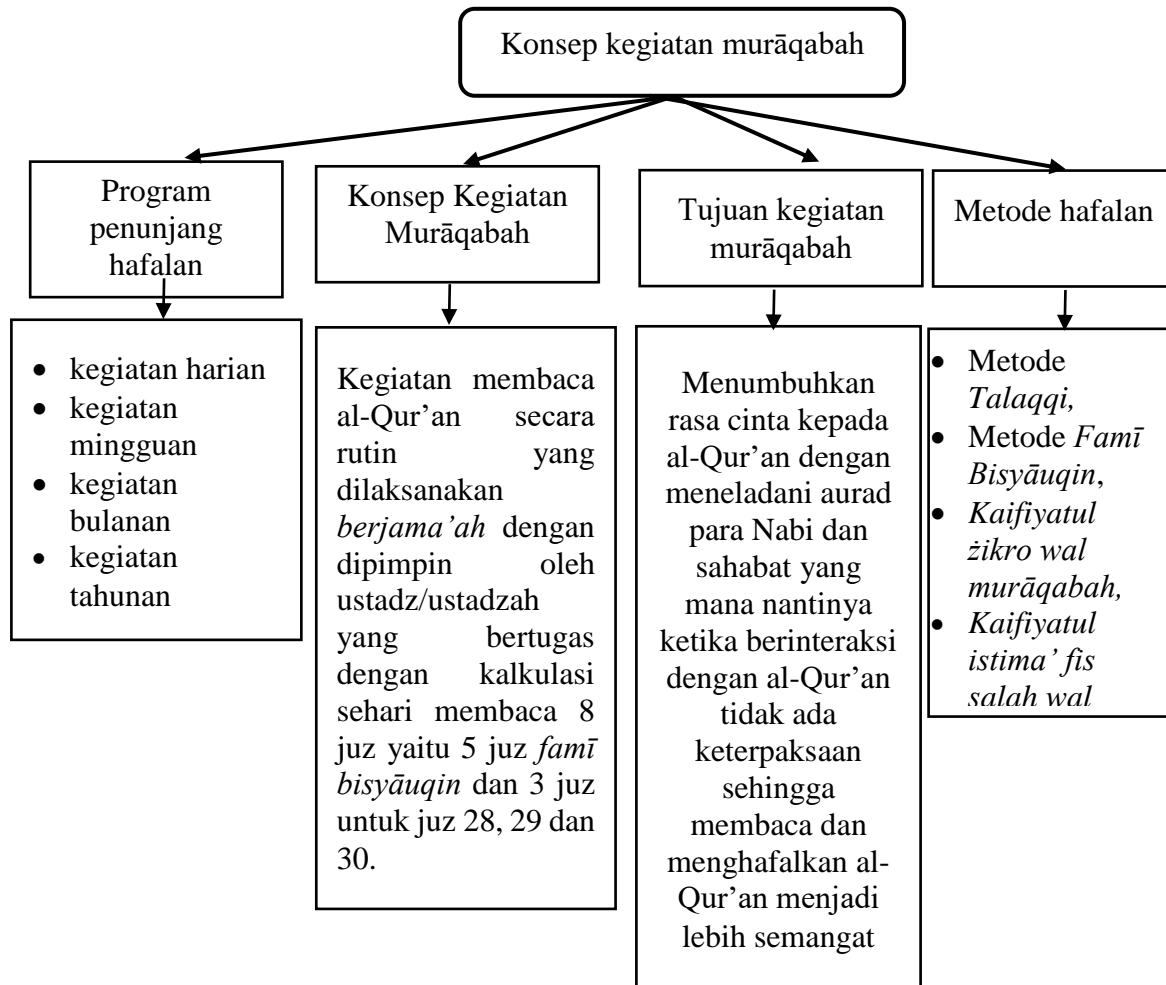 Konsep kegiatan murāqabah
Program
penunjang
hafalan
Konsep Kegiatan
Murāqabah
Tujuan kegiatan
murāqabah
Metode hafalan
• kegiatan harian
• kegiatan
mingguan
• kegiatan
bulanan
• kegiatan
tahunan
Kegiatan membaca
al-Qur’an secara
rutin yang
dilaksanakan
berjama’ah dengan
dipimpin oleh
ustadz/ustadzah
yang bertugas
dengan kalkulasi
sehari membaca 8
juz yaitu 5 juz famī
bisyāuqin dan 3 juz
untuk juz 28, 29 dan
30.
Menumbuhkan
rasa cinta kepada
al-Qur’an dengan
meneladani aurad
para Nabi dan
sahabat yang
mana nantinya
ketika berinteraksi
dengan al-Qur’an
tidak ada
keterpaksaan
sehingga
membaca dan
menghafalkan al-
Qur’an menjadi
lebih semangat
• Metode
Talaqqi,
• Metode Famī
Bisyāuqin,
• Kaifiyatul
żikro wal
murāqabah,
• Kaifiyatul
istima’ fis
salah wal